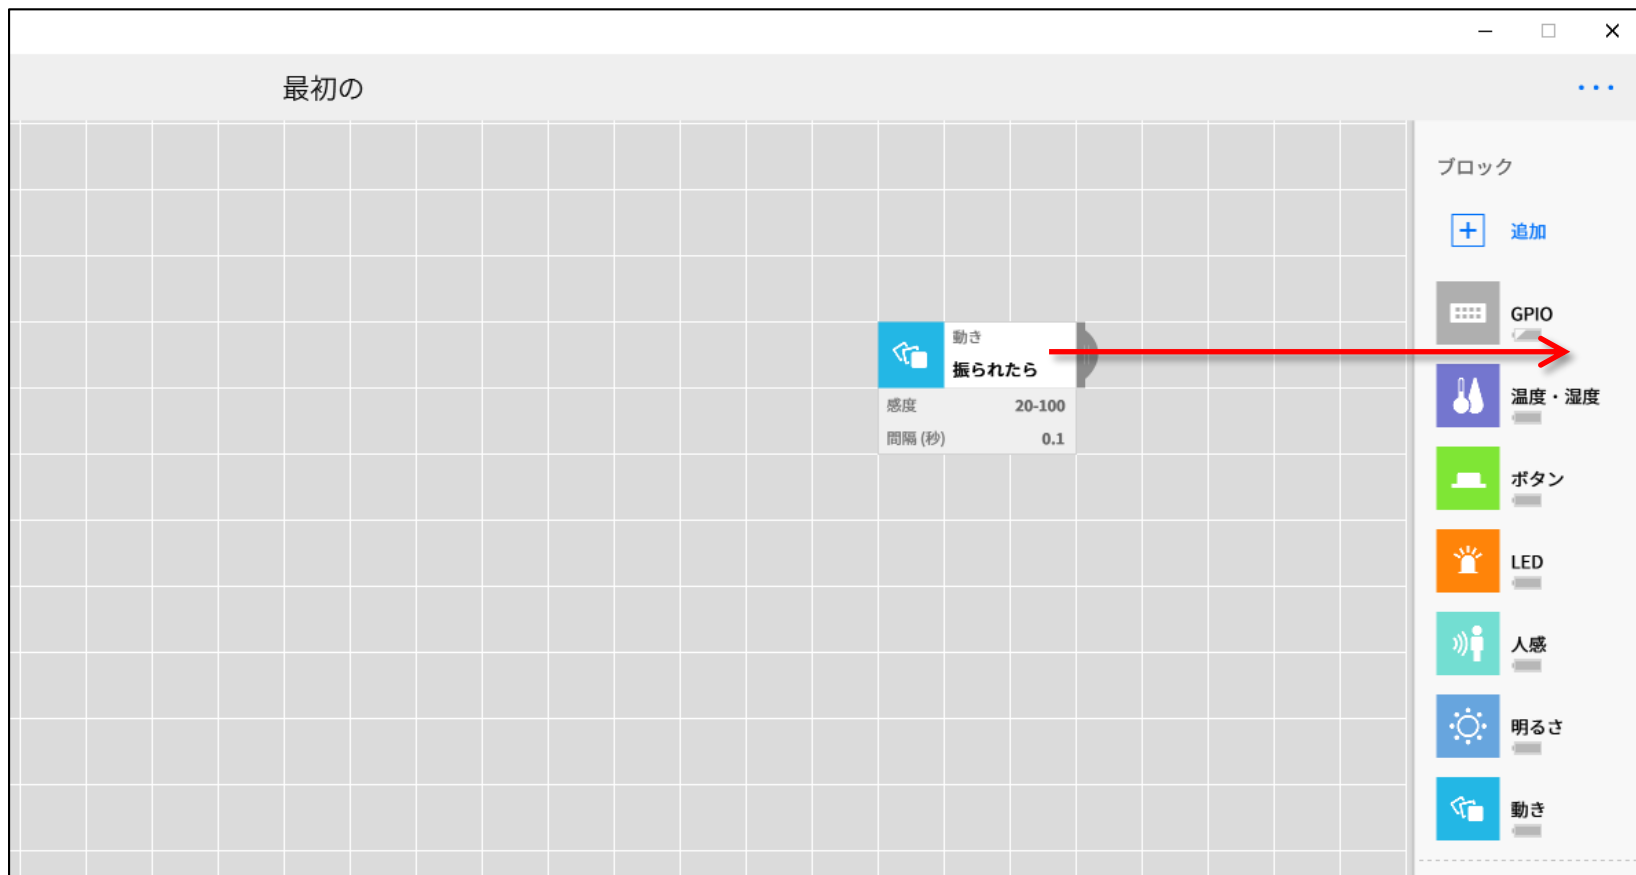 最初の
動き
振られたら
感度 20-100
間隔 (秒) 0.1
ブロック
追加
GPIO
温度・湿度
ボタン
LED
人感
明るさ
動き